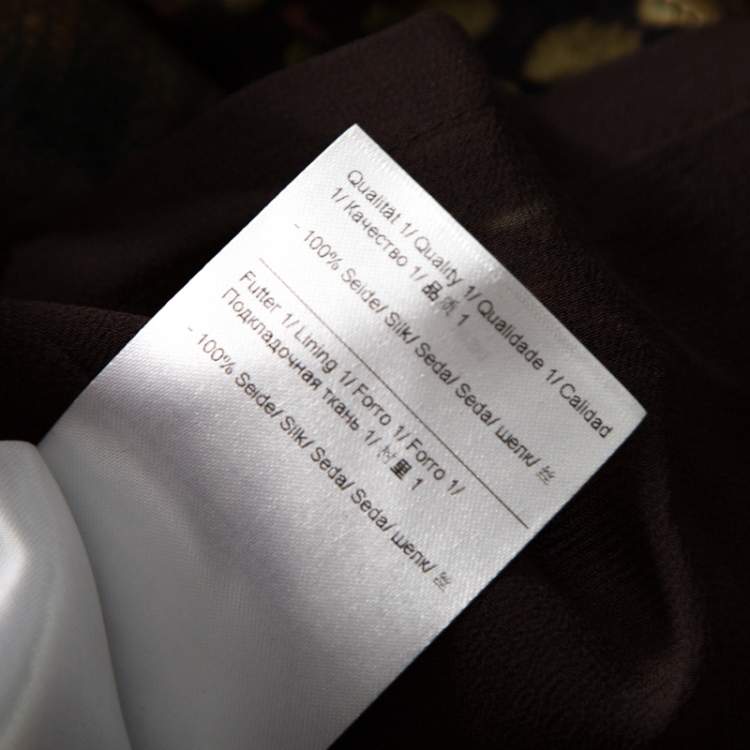 Qualität 1/ Quality 1/ Qualidade 1/ Calidad
1/ Качество 1/ 品质 1
- 100% Seide/ Silk/ Seda/ Seda/ шелк/ 丝
Futter 1/ Lining 1/ Forro 1/ Forro 1/
Подкладочная ткань 1/ 衬里 1
- 100% Seide/ Silk/ Seda/ Seda/ шелк/ 丝